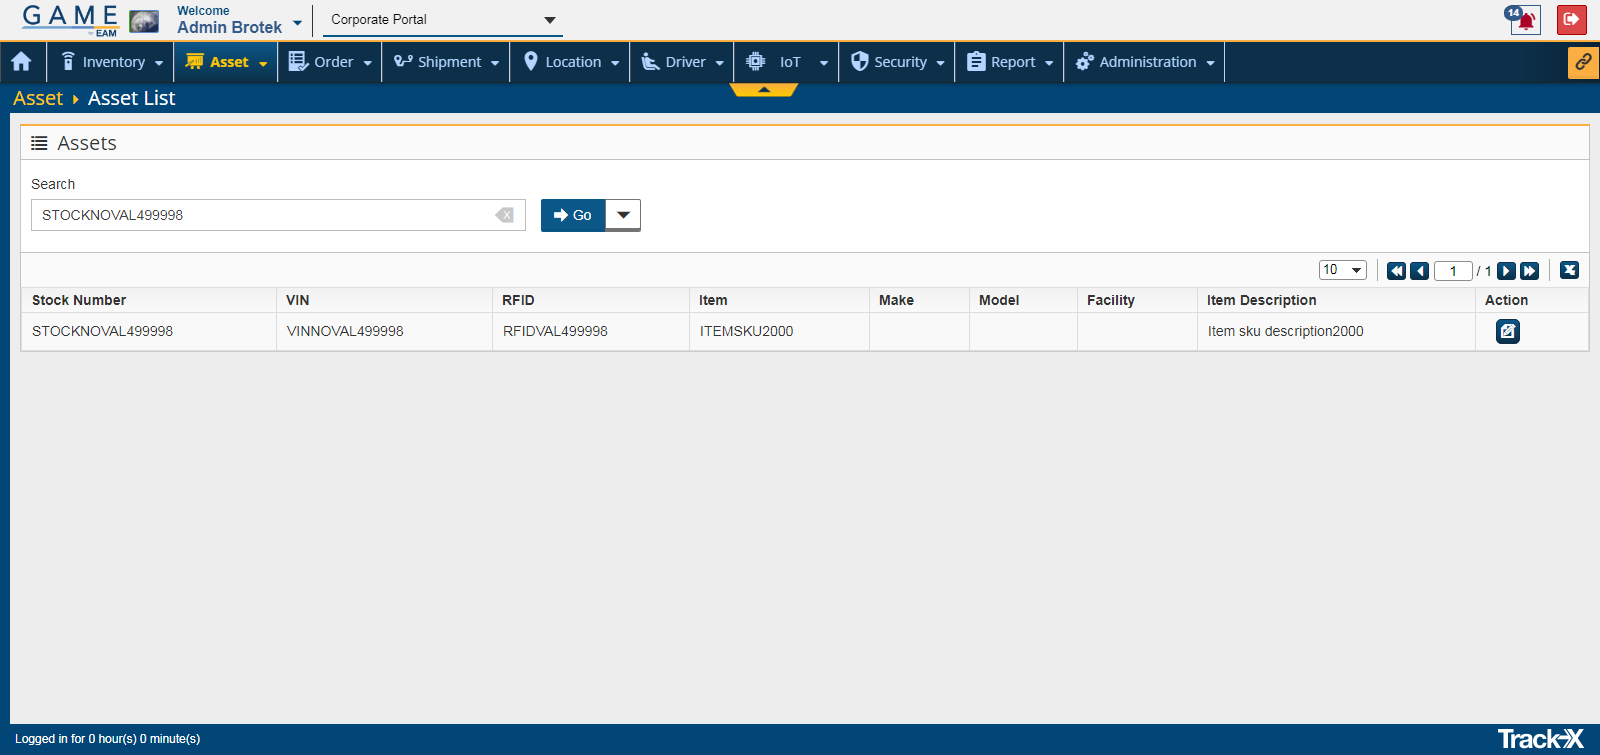 GAME
by EAM
Welcome
Admin Brotek
Corporate Portal
14
Inventory
Asset
Order
Shipment
Location
Driver
IoT
Security
Report
Administration
Asset Asset List
Assets
Search
STOCKNOVAL499998
X
Go
10
1 / 1
X
Stock Number VIN RFID Item Make Model Facility Item Description Action
STOCKNOVAL499998 VINNOVAL499998 RFIDVAL499998 ITEMSKU2000 Item sku description2000
Logged in for 0 hour(s) 0 minute(s)
Track-X